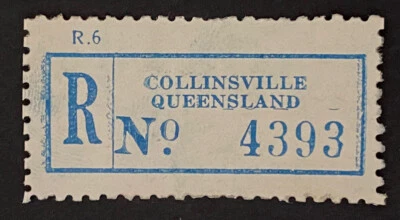 R.6
R
COLLINSVILLE
QUEENSLAND
Nº 4393